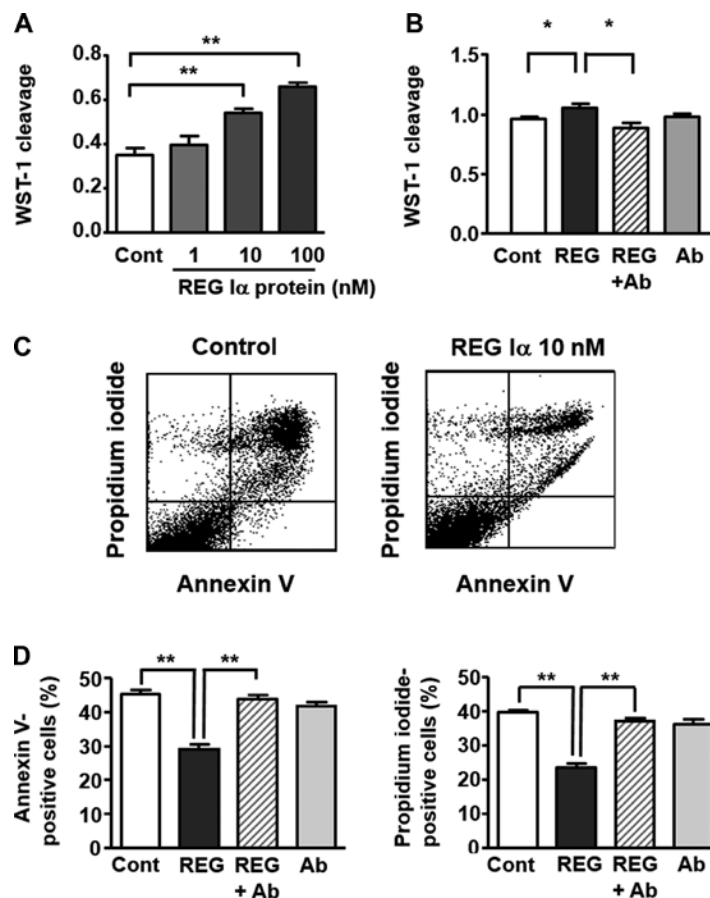 A
**
**
WST-1 cleavage
0.8
0.6
0.4
0.2
0.0
Cont 1 10 100
REG Iα protein (nM)
B
* *
WST-1 cleavage
1.5
1.0
0.5
0.0
Cont REG REG Ab
+Ab
C
Control
Propidium iodide
Annexin V
REG Iα 10 nM
Propidium iodide
Annexin V
D
** **
Annexin V-
positive cells (%)
50
40
30
20
10
0
Cont REG REG Ab
+ Ab
** **
Propidium iodide-
positive cells (%)
50
40
30
20
10
0
Cont REG REG Ab
+ Ab